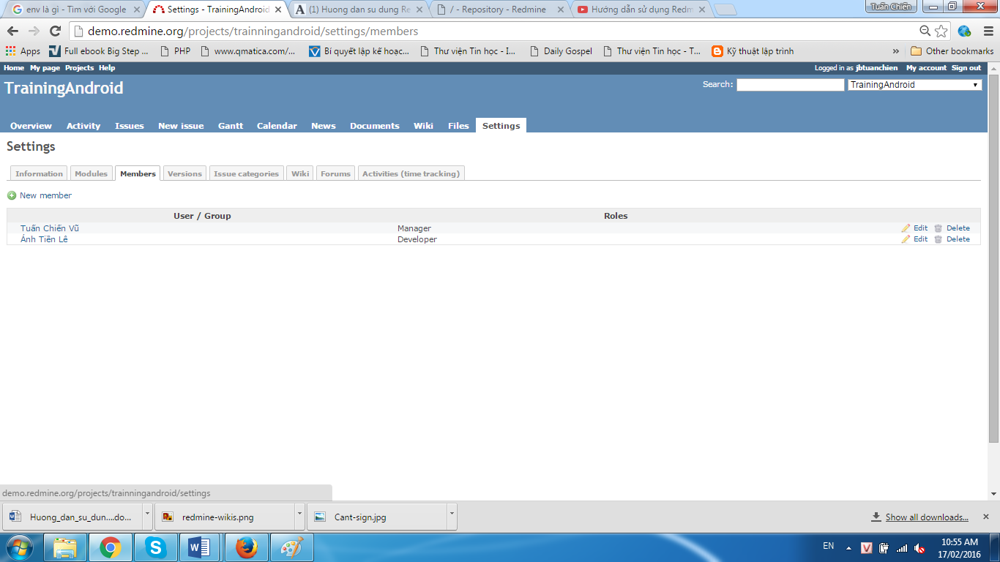 env là gì - Tìm với Google
Settings - TrainingAndroid
(1) Huong dan su dung Re
/ - Repository - Redmine
Hướng dẫn sử dụng Redm
Tuấn Chiến
demo.redmine.org/projects/trainningandroid/settings/members
Apps
Full ebook Big Step ...
PHP
www.qmatica.com/...
Bí quyết lập kế hoạc...
Thư viện Tin học - I...
Daily Gospel
Thư viện Tin học - T...
Kỹ thuật lập trình
»
Other bookmarks
Home My page Projects Help
Logged in as jbtuanchien My account Sign out
TrainingAndroid
Search:
TrainingAndroid
Overview Activity Issues New issue Gantt Calendar News Documents Wiki Files Settings
Settings
Information Modules Members Versions Issue categories Wiki Forums Activities (time tracking)
New member
User / Group Roles
Tuấn Chiến Vũ Manager Edit Delete
Ánh Tiên Lê Developer Edit Delete
demo.redmine.org/projects/trainningandroid/settings
Huong_dan_su_dun....do...
redmine-wikis.png
Cant-sign.jpg
Show all downloads...
EN
10:55 AM
17/02/2016